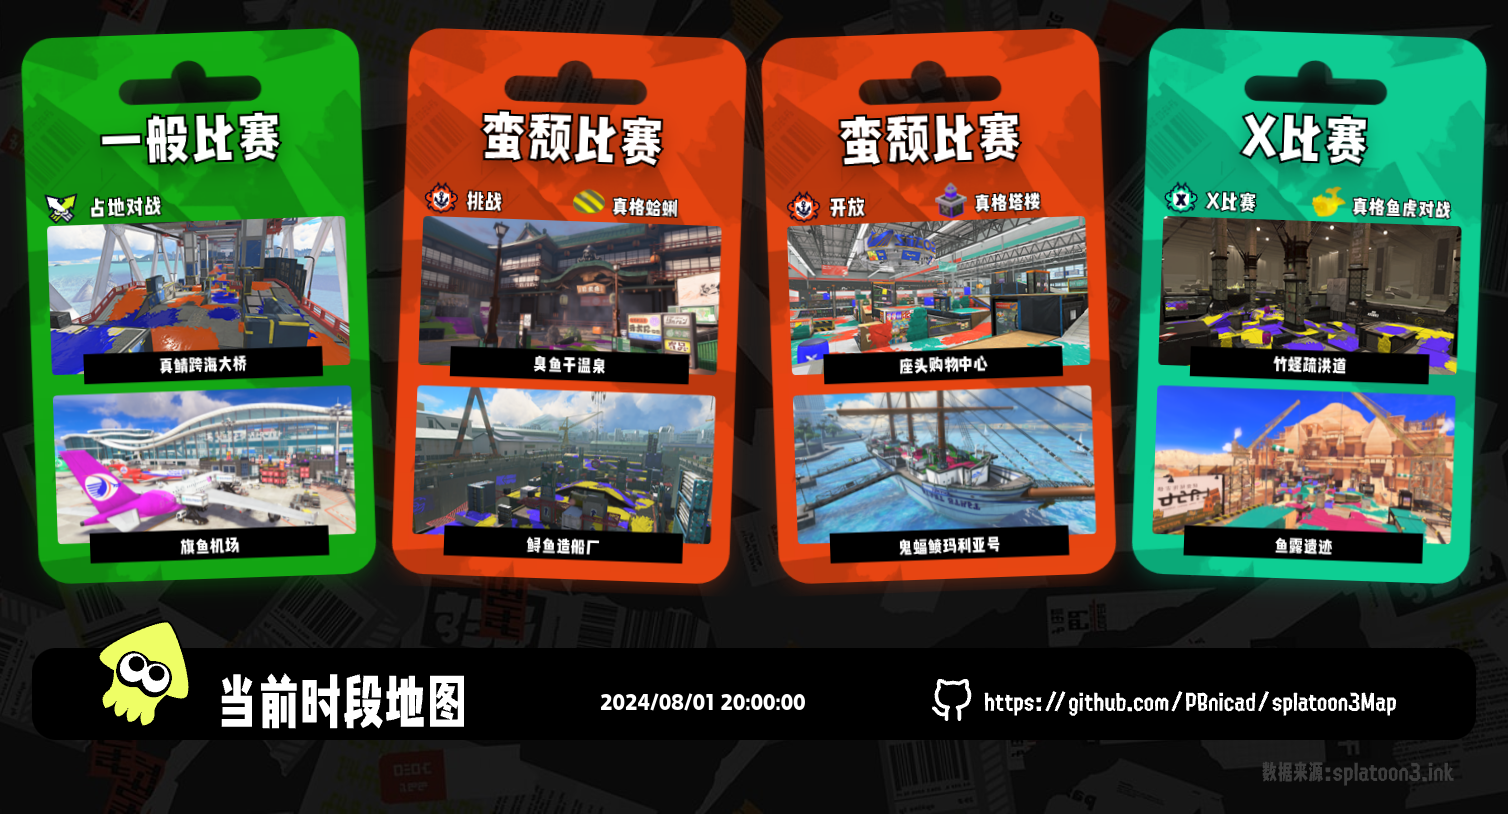 一般比赛
占地对战
真鲭跨海大桥
旗鱼机场
蛮颓比赛
挑战
真格蛤蜊
臭鱼干温泉
鲟鱼造船厂
蛮颓比赛
开放
真格塔楼
座头购物中心
鬼蝠鲼玛利亚号
X比赛
X比赛
真格鱼虎对战
竹蛏疏洪道
鱼露遗迹
当前时段地图
2024/08/01 20:00:00
https://github.com/PBnicad/splatoon3Map
数据来源:splatoon3.ink